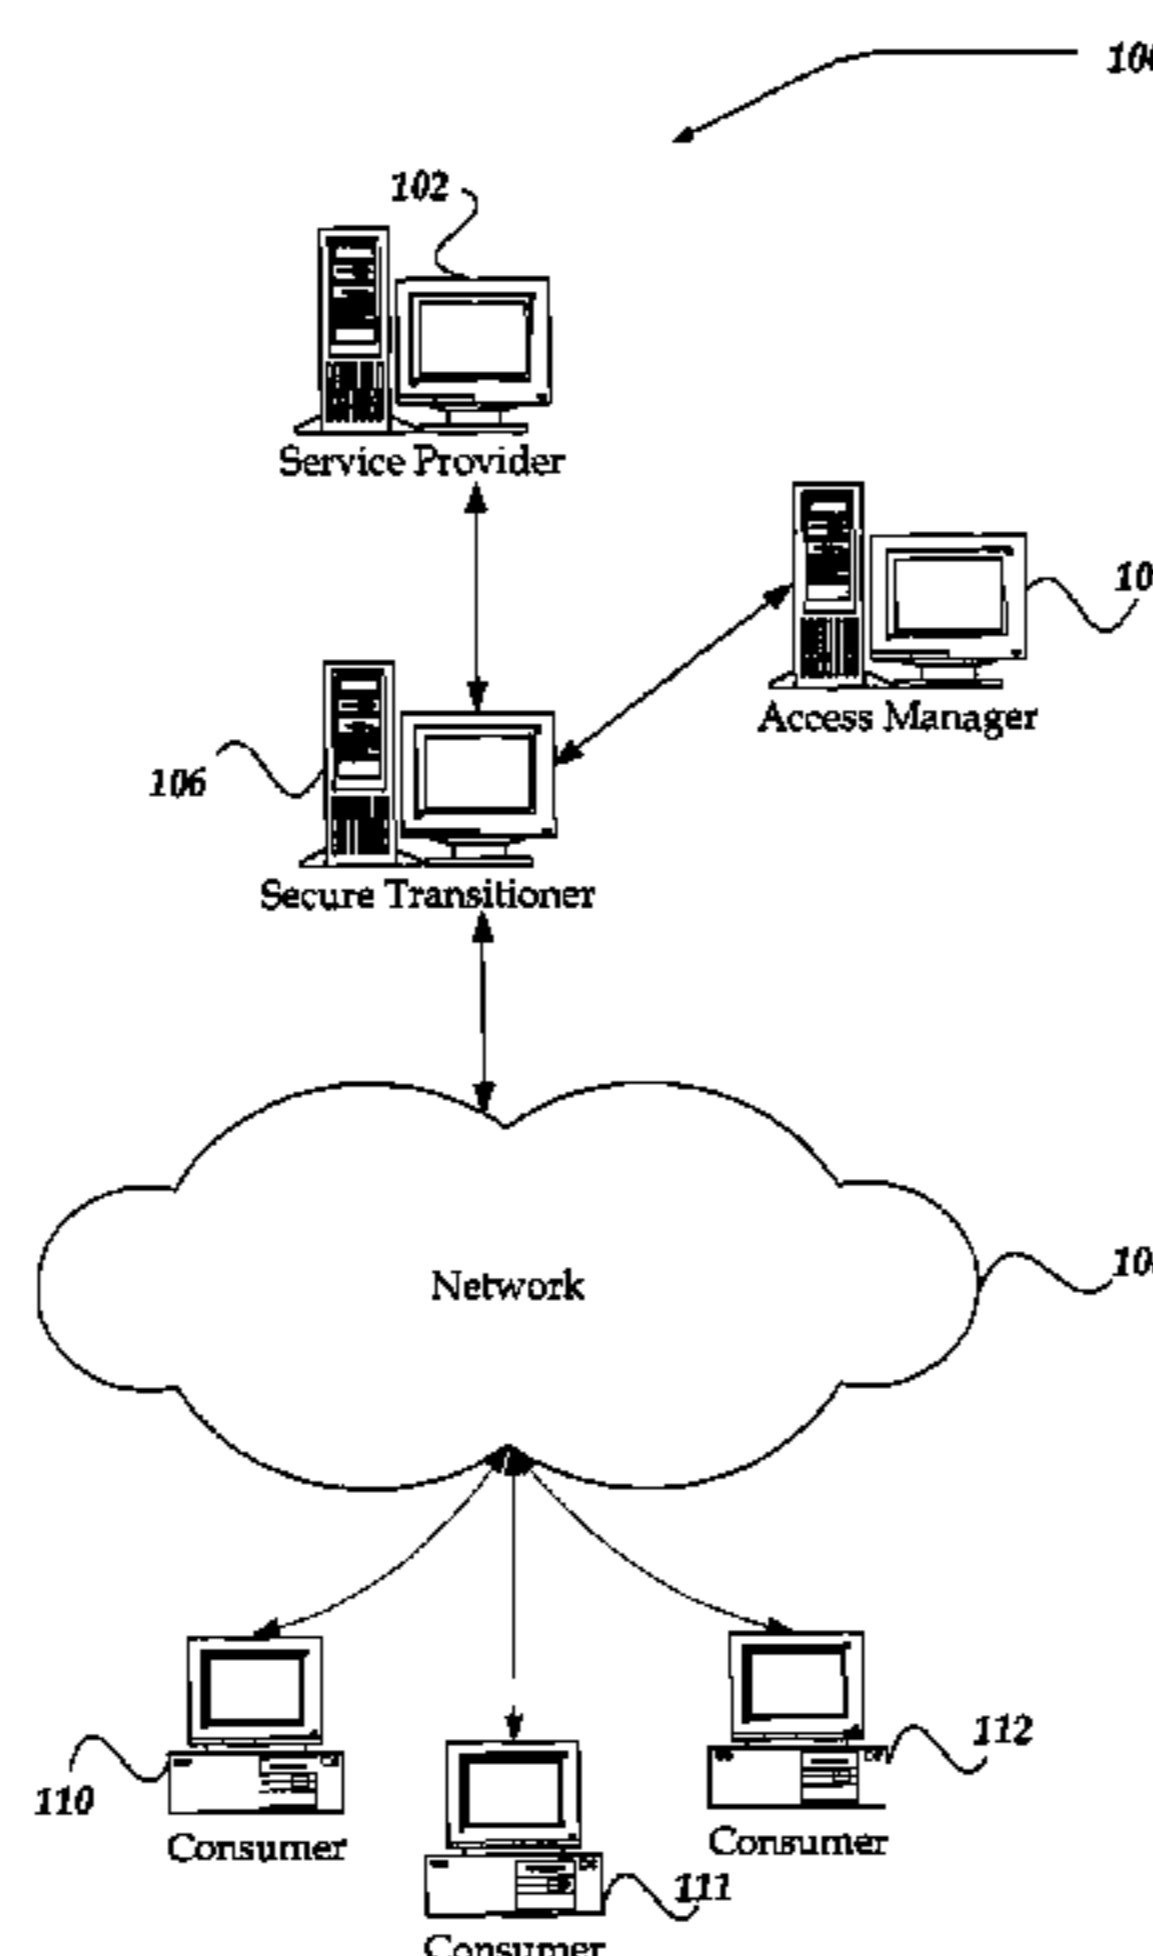 102
Service Provider
Access Manager
106
Secure Transitioner
Network
112
110
Consumer
Consumer
111
Consumer